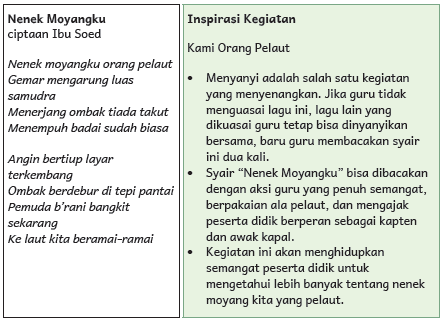 Nenek Moyangku
ciptaan Ibu Soed
Nenek moyangku orang pelaut
Gemar mengarung luas
samudra
Menerjang ombak tiada takut
Menempuh badai sudah biasa
Angin bertiup layar
terkembang
Ombak berdebur di tepi pantai
Pemuda b'rani bangkit
sekarang
Ke laut kita beramai-ramai
Inspirasi Kegiatan
Kami Orang Pelaut
• Menyanyi adalah salah satu kegiatan
yang menyenangkan. Jika guru tidak
menguasai lagu ini, lagu lain yang
dikuasai guru tetap bisa dinyanyikan
bersama, baru guru membacakan syair
ini dua kali.
• Syair “Nenek Moyangku” bisa dibacakan
dengan aksi guru yang penuh semangat,
berpakaian ala pelaut, dan mengajak
peserta didik berperan sebagai kapten
dan awak kapal.
• Kegiatan ini akan menghidupkan
semangat peserta didik untuk
mengetahui lebih banyak tentang nenek
moyang kita yang pelaut.